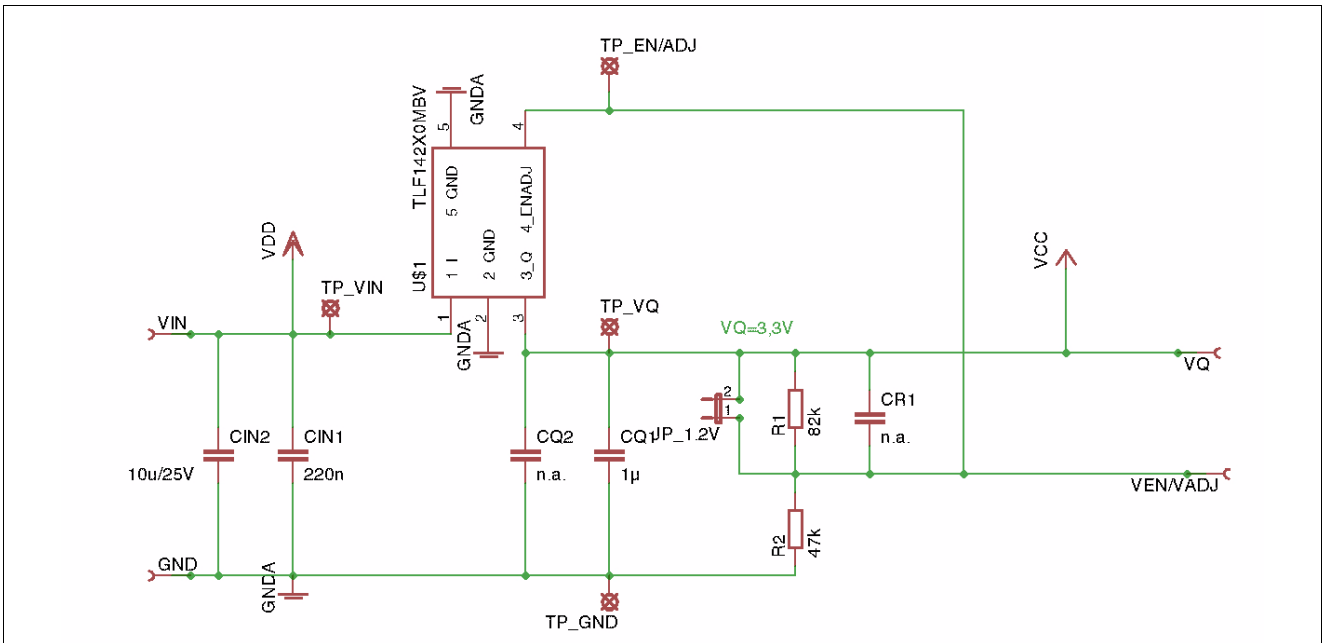 TP_EN/ADJ
GNDA
5
4
TLF142X0MBV
U$1
5 GND
4_ENADJ
1 I
2 GND
3_Q
VDD
TP_VIN
VIN
1
2
3
GNDA
TP_VQ
VQ=3,3V
VCC
VQ
2
1
JP_1.2V
R1
82k
CR1
n.a.
CIN2
10u/25V
CIN1
220n
CQ2
n.a.
CQ1
1µ
VEN/VADJ
R2
47k
GND
GNDA
TP_GND